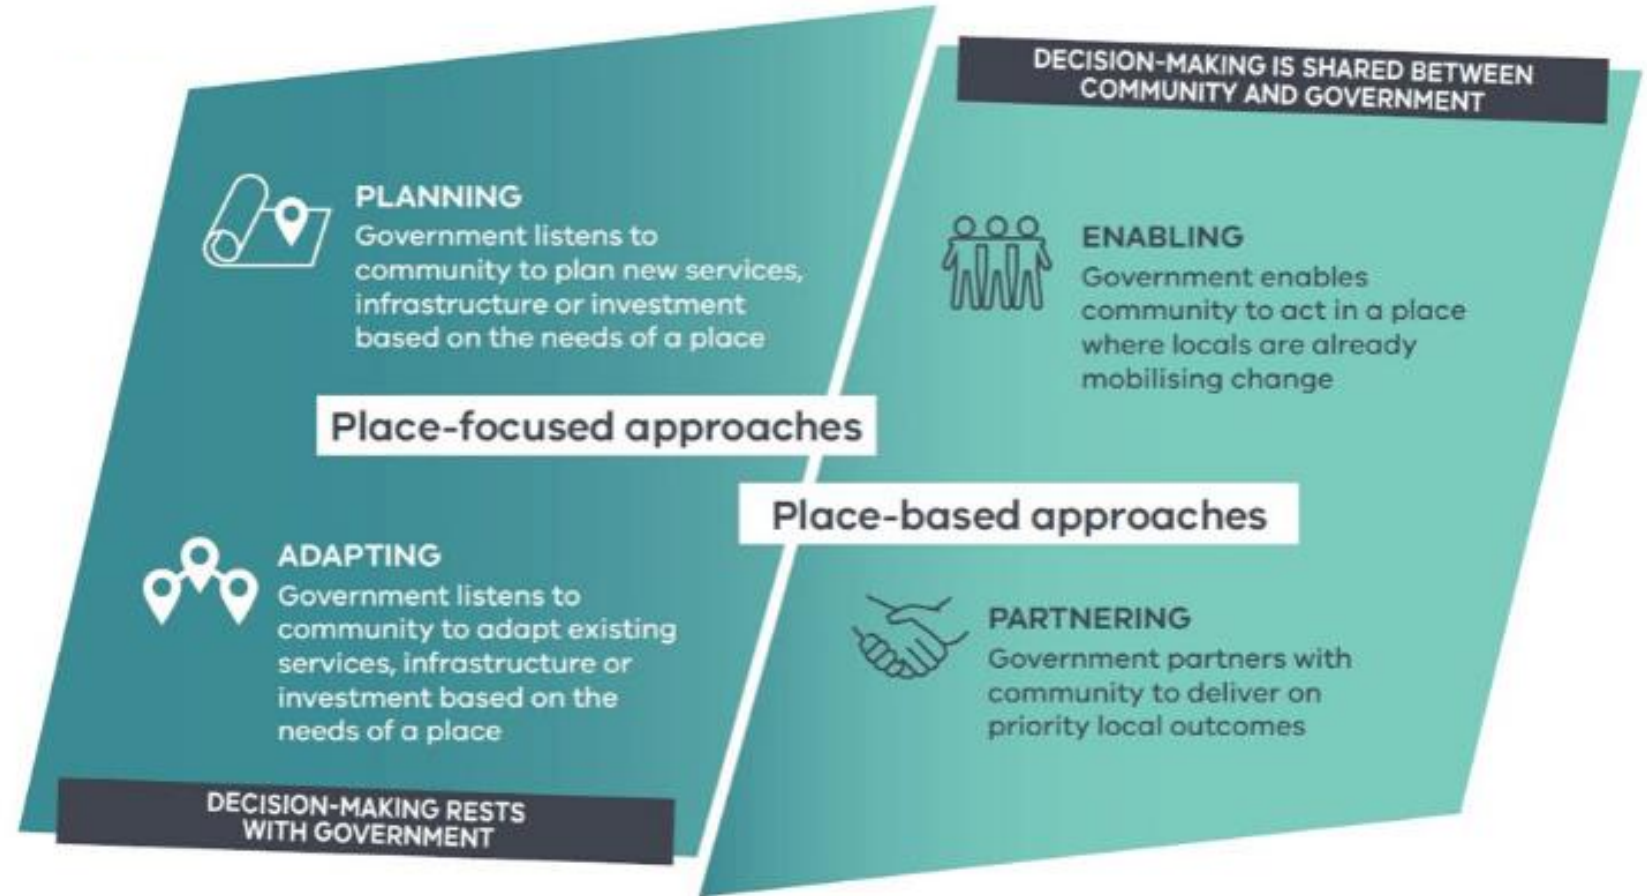 DECISION-MAKING IS SHARED BETWEEN
COMMUNITY AND GOVERNMENT
PLANNING
Government listens to
community to plan new services,
infrastructure or investment
based on the needs of a place
ENABLING
Government enables
community to act in a place
where locals are already
mobilising change
Place-focused approaches
Place-based approaches
ADAPTING
Government listens to
community to adapt existing
services, infrastructure or
investment based on the
needs of a place
PARTNERING
Government partners with
community to deliver on
priority local outcomes
DECISION-MAKING RESTS
WITH GOVERNMENT